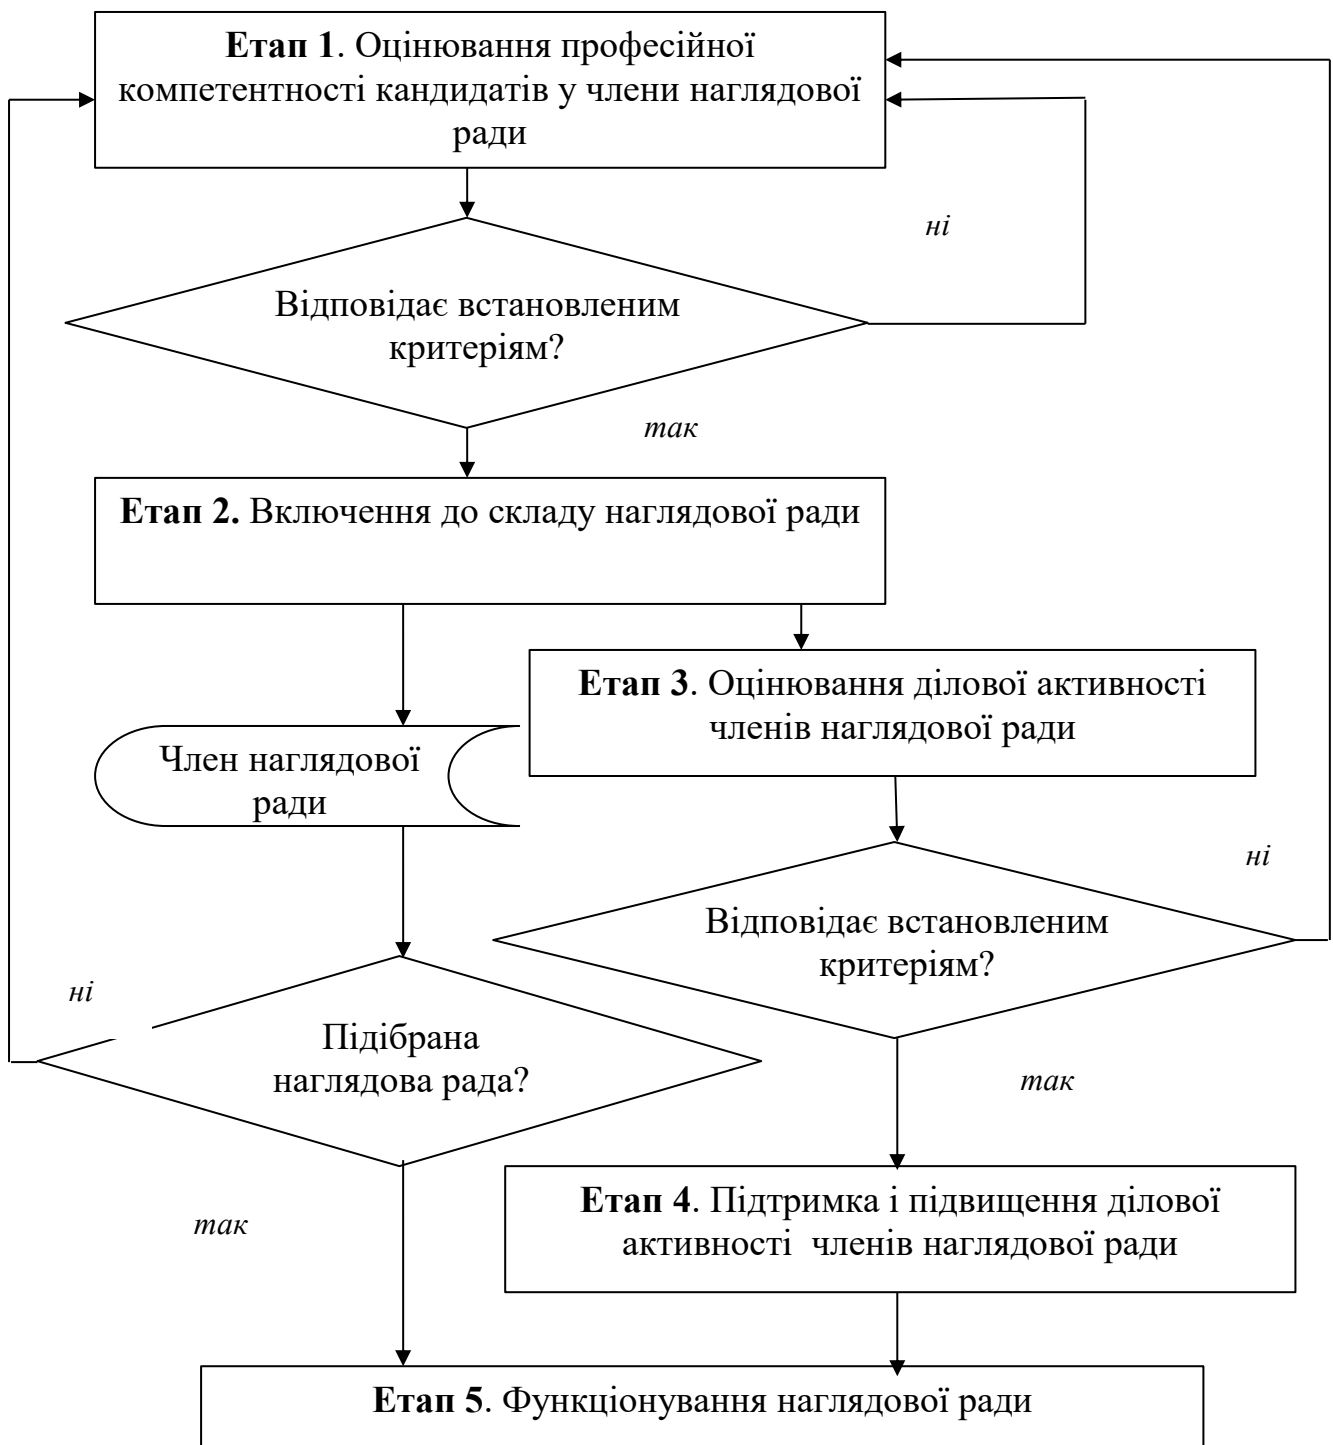 Етап 1. Оцінювання професійної
компетентності кандидатів у члени наглядової
ради
ні
Відповідає встановленим
критеріям?
так
Етап 2. Включення до складу наглядової ради
Етап 3. Оцінювання ділової активності
членів наглядової ради
Член наглядової
ради
ні
Відповідає встановленим
критеріям?
ні
Підібрана
наглядова рада?
так
Етап 4. Підтримка і підвищення ділової
активності  членів наглядової ради
так
Етап 5. Функціонування наглядової ради